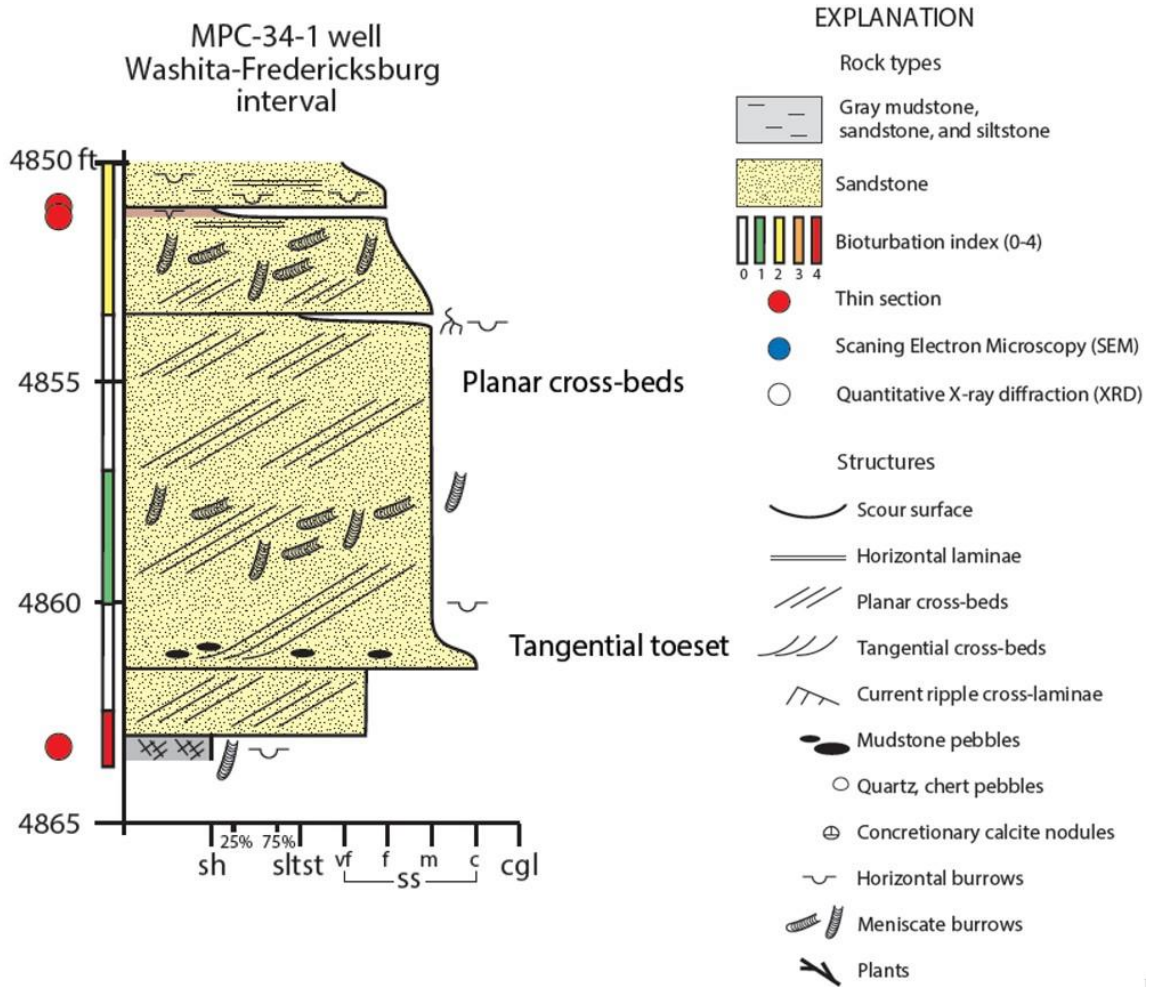 MPC-34-1 well
Washita-Fredericksburg
interval
4850 ft
4855
4860
4865
Planar cross-beds
Tangential toeset
sh
25%
75%
sltst
vf
f
m
c
cgl
ss
EXPLANATION
Rock types
Gray mudstone,
sandstone, and siltstone
Sandstone
Bioturbation index (0-4)
0 1 2 3 4
Thin section
Scaning Electron Microscopy (SEM)
Quantitative X-ray diffraction (XRD)
Structures
Scour surface
Horizontal laminae
Planar cross-beds
Tangential cross-beds
Current ripple cross-laminae
Mudstone pebbles
Quartz, chert pebbles
Concretionary calcite nodules
Horizontal burrows
Meniscate burrows
Plants